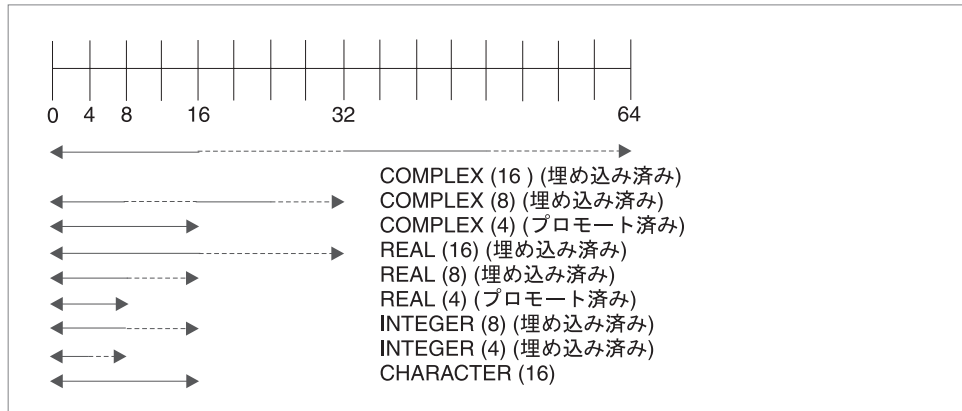 0 4 8 16 32 64
COMPLEX (16 ) (埋め込み済み)
COMPLEX (8) (埋め込み済み)
COMPLEX (4) (プロモート済み)
REAL (16) (埋め込み済み)
REAL (8) (埋め込み済み)
REAL (4) (プロモート済み)
INTEGER (8) (埋め込み済み)
INTEGER (4) (埋め込み済み)
CHARACTER (16)